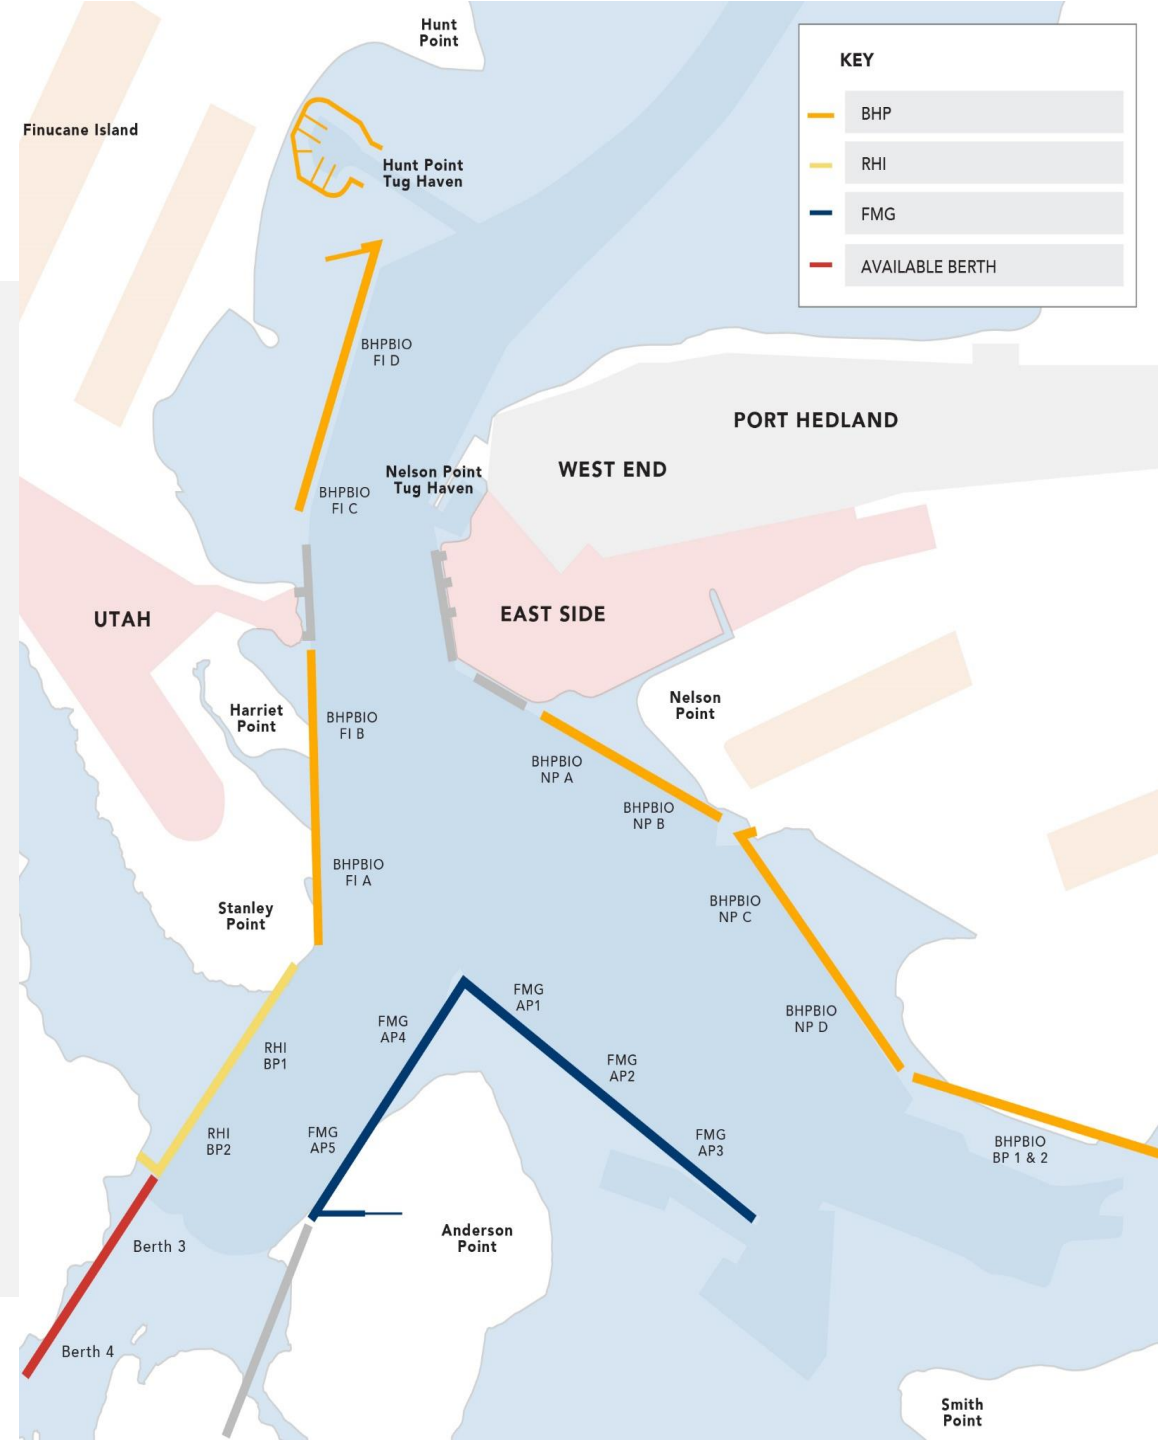 Hunt
Point
KEY
BHP
RHI
FMG
AVAILABLE BERTH
Finucane Island
Hunt Point
Tug Haven
BHPBIO
FI D
PORT HEDLAND
WEST END
Nelson Point
Tug Haven
BHPBIO
FI C
UTAH
EAST SIDE
Harriet
Point
BHPBIO
FI B
Nelson
Point
BHPBIO
NP A
BHPBIO
NP B
BHPBIO
FI A
Stanley
Point
BHPBIO
NP C
FMG
AP1
FMG
AP4
BHPBIO
NP D
RHI
BP1
FMG
AP2
RHI
BP2
FMG
AP5
FMG
AP3
BHPBIO
BP 1 & 2
Anderson
Point
Berth 3
Berth 4
Smith
Point